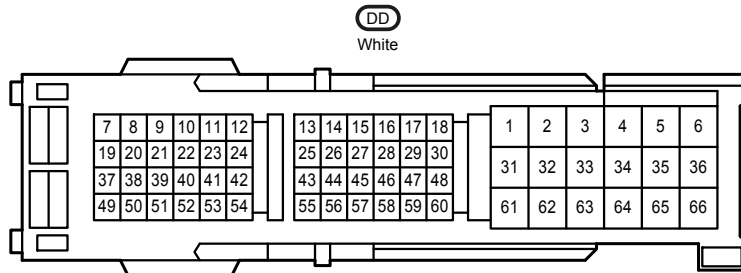 DD
White
7 8 9 10 11 12 13 14 15 16 17 18 1 2 3 4 5 6
19 20 21 22 23 24 25 26 27 28 29 30 31 32 33 34 35 36
37 38 39 40 41 42 43 44 45 46 47 48
49 50 51 52 53 54 55 56 57 58 59 60 61 62 63 64 65 66